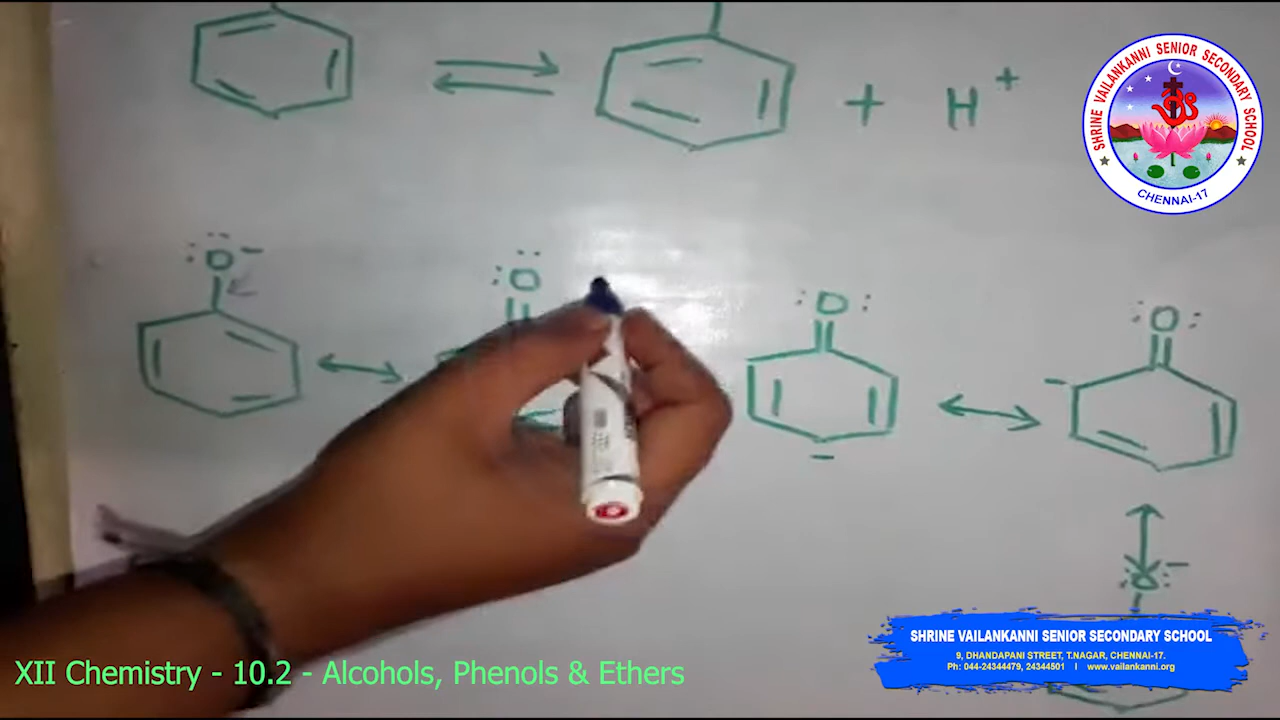 + H+
SHRINE VAILANKANNI SENIOR SECONDARY SCHOOL
CHENNAI-17
:Ö-
:Ö
:O:
:O:
-
-
:O:-
SHRINE VAILANKANNI SENIOR SECONDARY SCHOOL
9, DHANDAPANI STREET, T.NAGAR, CHENNAI-17.
Ph: 044-24344479, 24344501 I www.vailankanni.org
XII Chemistry - 10.2 - Alcohols, Phenols & Ethers